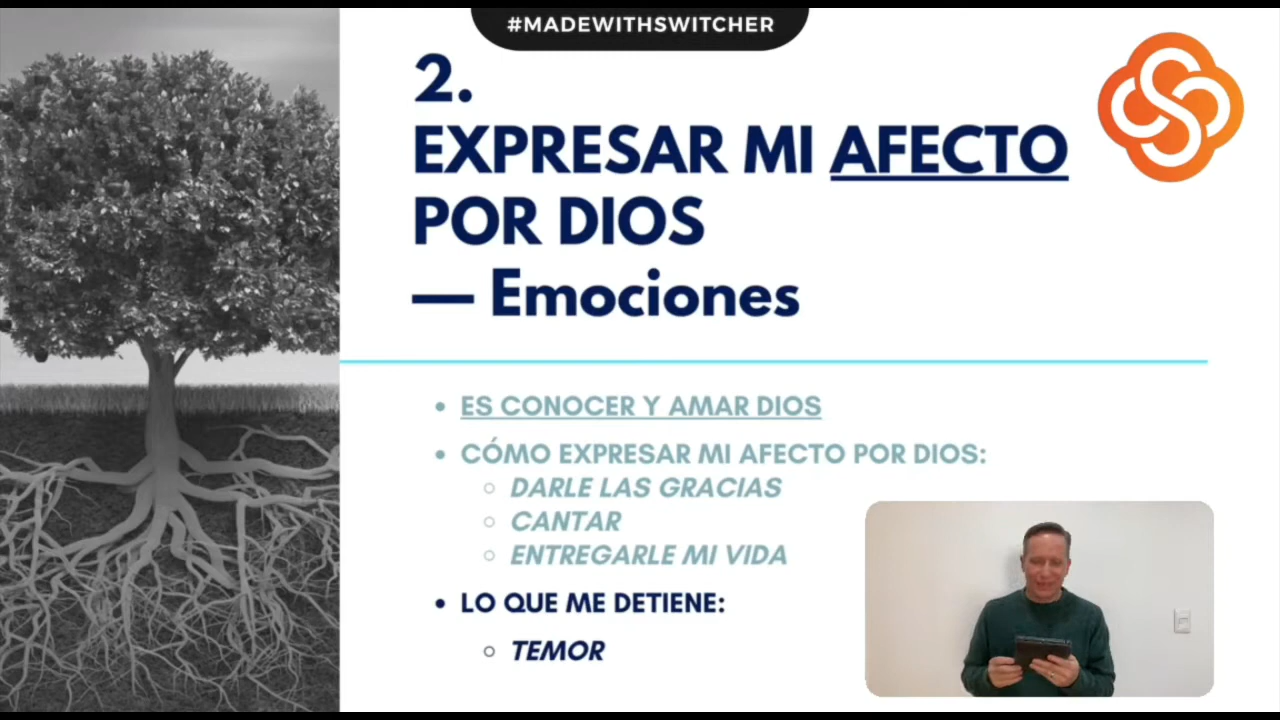 #MADEWITHSWITCHER
2.
EXPRESAR MI AFECTO
POR DIOS
— Emociones
• ES CONOCER Y AMAR DIOS
• CÓMO EXPRESAR MI AFECTO POR DIOS:
○ DARLE LAS GRACIAS
○ CANTAR
○ ENTREGARLE MI VIDA
• LO QUE ME DETIENE:
○ TEMOR